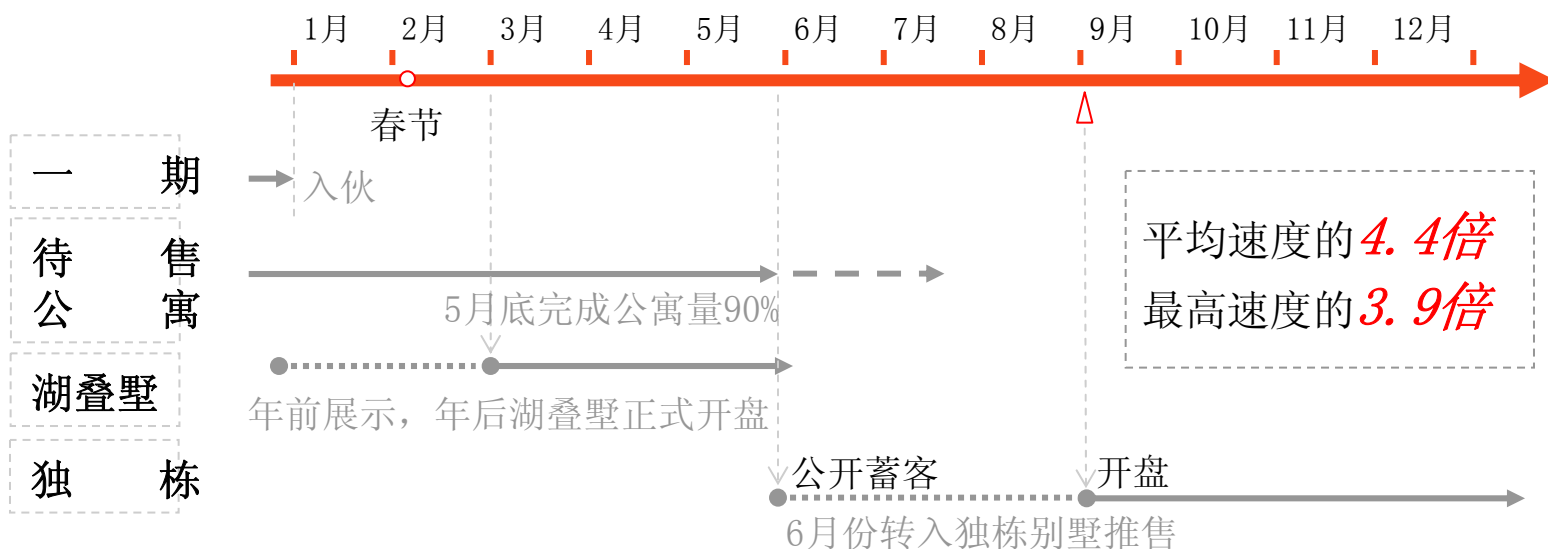 1月 2月 3月 4月 5月 6月 7月 8月 9月 10月 11月 12月
春节
一 期
入伙
平均速度的4.4倍
最高速度的3.9倍
待 售
公 寓
5月底完成公寓量90%
湖叠墅
年前展示，年后湖叠墅正式开盘
独 栋
公开蓄客
开盘
6月份转入独栋别墅推售